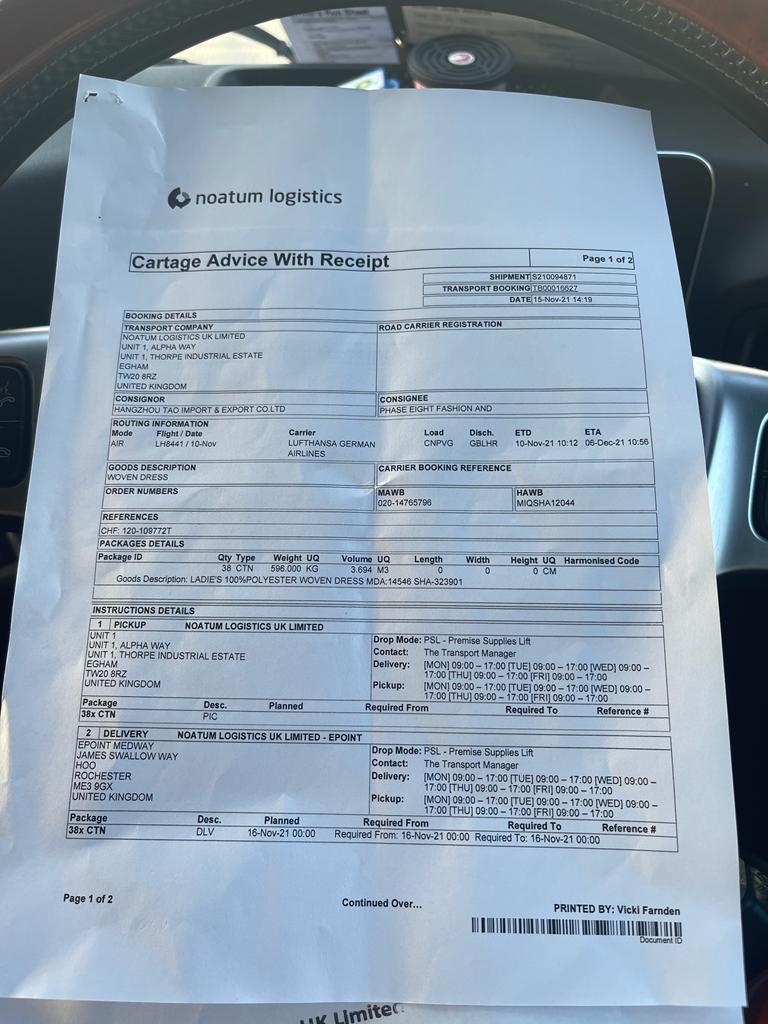 noatum logistics
Cartage Advice With Receipt
Page 1 of 2
SHIPMENT S210094871
TRANSPORT BOOKING TB00016627
DATE 15-Nov-21 14:19
BOOKING DETAILS
TRANSPORT COMPANY
NOATUM LOGISTICS UK LIMITED
UNIT 1, ALPHA WAY
UNIT 1, THORPE INDUSTRIAL ESTATE
EGHAM
TW20 8RZ
UNITED KINGDOM
ROAD CARRIER REGISTRATION
CONSIGNOR
HANGZHOU TAO IMPORT & EXPORT CO.LTD
CONSIGNEE
PHASE EIGHT FASHION AND
ROUTING INFORMATION
Mode Flight / Date Carrier Load Disch. ETD ETA
AIR LH8441 / 10-Nov LUFTHANSA GERMAN CNPVG GBLHR 10-Nov-21 10:12 06-Dec-21 10:56
AIRLINES
GOODS DESCRIPTION
WOVEN DRESS
CARRIER BOOKING REFERENCE
ORDER NUMBERS
MAWB
020-14765796
HAWB
MIQSHA12044
REFERENCES
CHF: 120-109772T
PACKAGES DETAILS
Package ID Qty Type Weight UQ Volume UQ Length Width Height UQ Harmonised Code
38 CTN 596.000 KG 3.694 M3 0 0 0 CM
Goods Description: LADIE'S 100%POLYESTER WOVEN DRESS MDA:14546 SHA-323901
INSTRUCTIONS DETAILS
1 PICKUP NOATUM LOGISTICS UK LIMITED
UNIT 1
UNIT 1, ALPHA WAY
UNIT 1, THORPE INDUSTRIAL ESTATE
EGHAM
TW20 8RZ
UNITED KINGDOM
Drop Mode: PSL - Premise Supplies Lift
Contact: The Transport Manager
Delivery: [MON] 09:00 – 17:00 [TUE] 09:00 – 17:00 [WED] 09:00 –
17:00 [THU] 09:00 – 17:00 [FRI] 09:00 – 17:00
Pickup: [MON] 09:00 – 17:00 [TUE] 09:00 – 17:00 [WED] 09:00 –
17:00 [THU] 09:00 – 17:00 [FRI] 09:00 – 17:00
Package Desc. Planned Required From Required To Reference #
38x CTN PIC
2 DELIVERY NOATUM LOGISTICS UK LIMITED - EPOINT
EPOINT MEDWAY
JAMES SWALLOW WAY
HOO
ROCHESTER
ME3 9GX
UNITED KINGDOM
Drop Mode: PSL - Premise Supplies Lift
Contact: The Transport Manager
Delivery: [MON] 09:00 – 17:00 [TUE] 09:00 – 17:00 [WED] 09:00 –
17:00 [THU] 09:00 – 17:00 [FRI] 09:00 – 17:00
Pickup: [MON] 09:00 – 17:00 [TUE] 09:00 – 17:00 [WED] 09:00 –
17:00 [THU] 09:00 – 17:00 [FRI] 09:00 – 17:00
Package Desc. Planned Required From Required To Reference #
38x CTN DLV 16-Nov-21 00:00 Required From: 16-Nov-21 00:00 Required To: 16-Nov-21 00:00
Page 1 of 2
Continued Over...
PRINTED BY: Vicki Farnden
Document ID
UK Limited